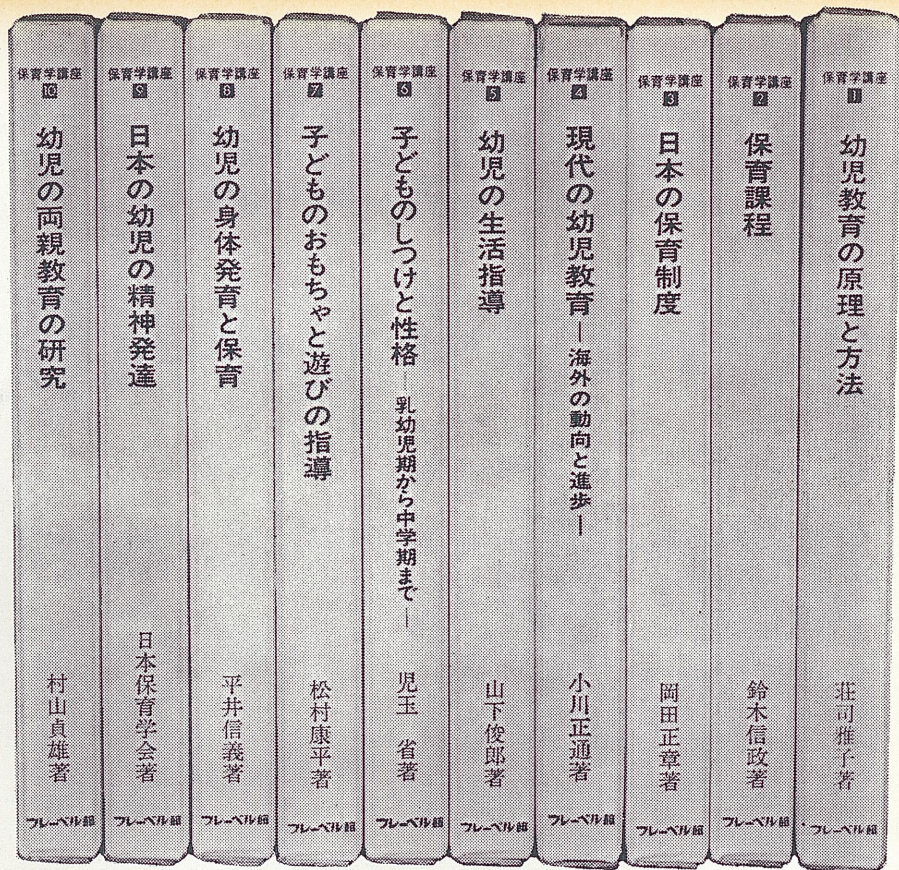 保育学講座
1
幼児教育の原理と方法
荘司雅子著
フレーベル館
保育学講座
2
保育課程
鈴木信政著
フレーベル館
保育学講座
3
日本の保育制度
岡田正章著
フレーベル館
保育学講座
4
現代の幼児教育―海外の動向と進歩―
小川正通著
フレーベル館
保育学講座
5
幼児の生活指導
山下俊郎著
フレーベル館
保育学講座
6
子どものしつけと性格―乳幼児期から中学期まで―
児玉 省著
フレーベル館
保育学講座
7
子どものおもちゃと遊びの指導
松村康平著
フレーベル館
保育学講座
8
幼児の身体発育と保育
平井信義著
フレーベル館
保育学講座
9
日本の幼児の精神発達
日本保育学会著
フレーベル館
保育学講座
10
幼児の両親教育の研究
村山貞雄著
フレーベル館